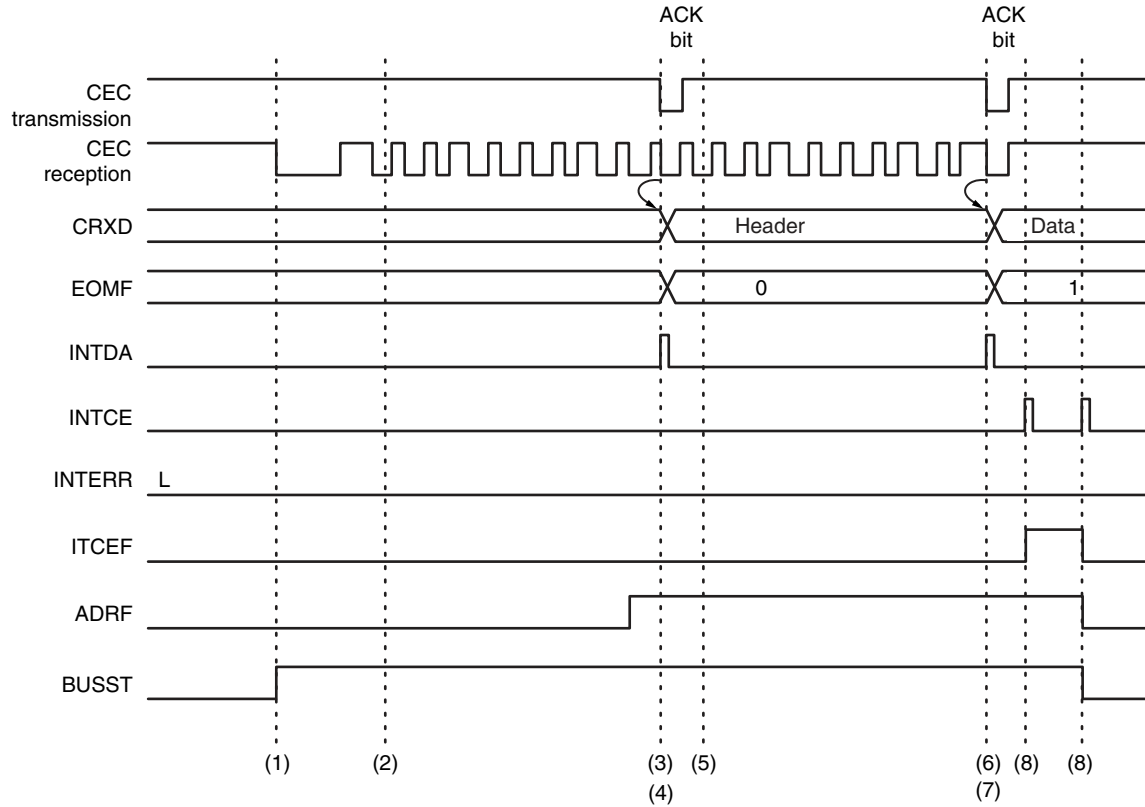 ACK
bit
ACK
bit
CEC
transmission
CEC
reception
CRXD
Header
Data
EOMF
0
1
INTDA
INTCE
INTERR L
ITCEF
ADRF
BUSST
(1) (2) (3) (5) (6) (8) (8)
(4) (7)